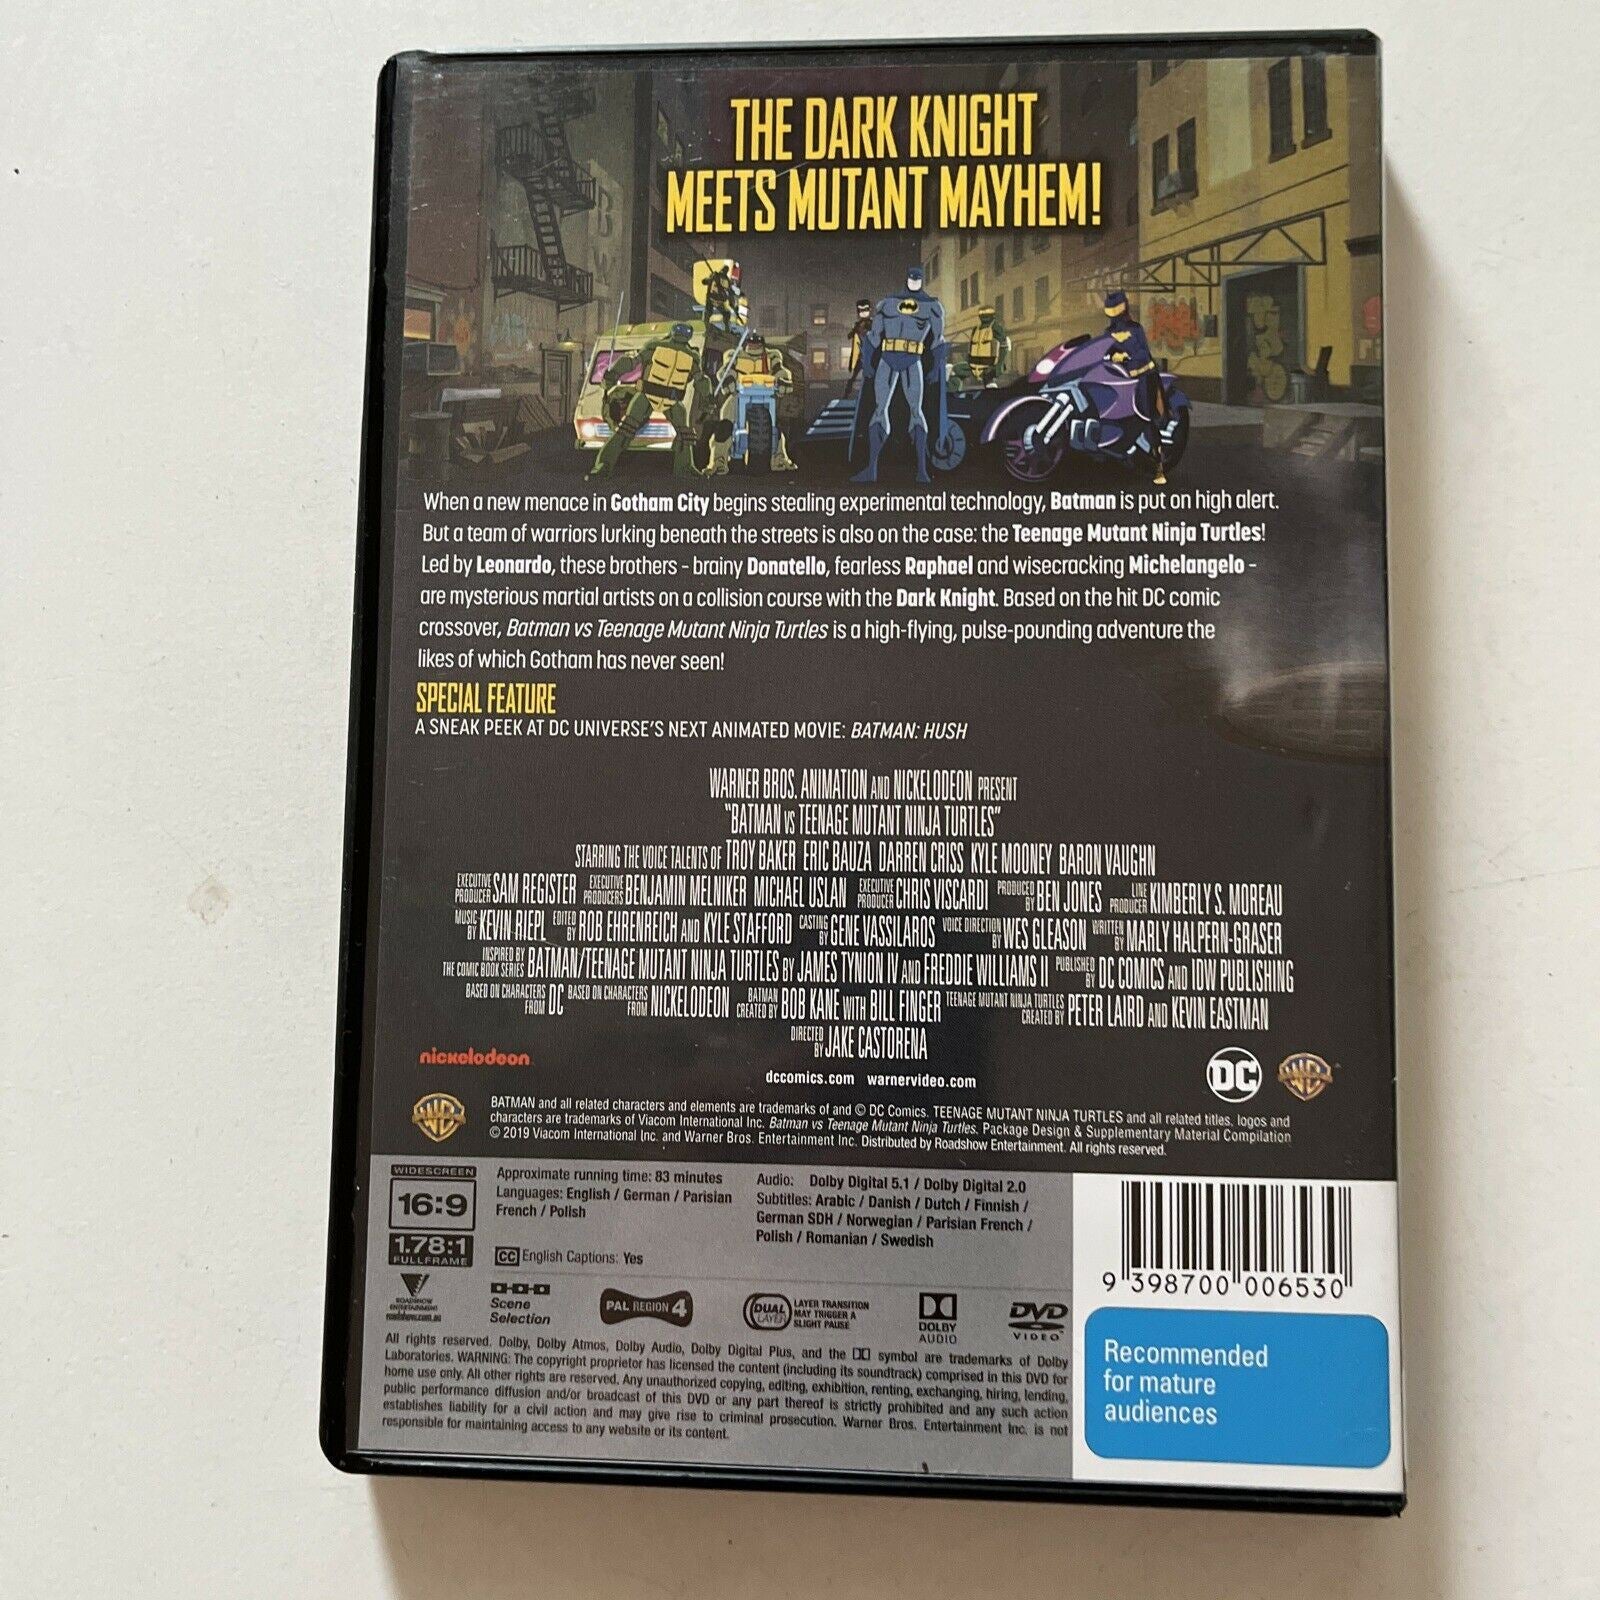 THE DARK KNIGHT
MEETS MUTANT MAYHEM!
When a new menace in Gotham City begins stealing experimental technology, Batman is put on high alert.
But a team of warriors lurking beneath the streets is also on the case: the Teenage Mutant Ninja Turtles!
Led by Leonardo, these brothers - brainy Donatello, fearless Raphael and wisecracking Michelangelo -
are mysterious martial artists on a collision course with the Dark Knight. Based on the hit DC comic
crossover, Batman vs Teenage Mutant Ninja Turtles is a high-flying, pulse-pounding adventure the
likes of which Gotham has never seen!
SPECIAL FEATURE
A SNEAK PEEK AT DC UNIVERSE'S NEXT ANIMATED MOVIE: BATMAN: HUSH
WARNER BROS. ANIMATION AND NICKELODEON PRESENT
"BATMAN VS TEENAGE MUTANT NINJA TURTLES"
STARRING THE VOICE TALENTS OF TROY BAKER ERIC BAUZA DARREN CRISS KYLE MOONEY BARON VAUGHN
EXECUTIVE PRODUCER SAM REGISTER EXECUTIVE PRODUCERS BENJAMIN MELNIKER MICHAEL USLAN EXECUTIVE PRODUCER CHRIS VISCARDI PRODUCED BY BEN JONES LINE PRODUCER KIMBERLY S. MOREAU
MUSIC BY KEVIN RIEPL EDITED BY ROB EHRENREICH AND KYLE STAFFORD CASTING BY GENE VASSILAROS VOICE DIRECTION BY WES GLEASON WRITTEN BY MARLY HALPERN-GRASER
INSPIRED BY THE COMIC BOOK SERIES BATMAN/TEENAGE MUTANT NINJA TURTLES BY JAMES TYNION IV AND FREDDIE WILLIAMS II PUBLISHED BY DC COMICS AND IDW PUBLISHING
BASED ON CHARACTERS FROM DC BASED ON CHARACTERS FROM NICKELODEON BATMAN CREATED BY BOB KANE WITH BILL FINGER TEENAGE MUTANT NINJA TURTLES CREATED BY PETER LAIRD AND KEVIN EASTMAN
DIRECTED BY JAKE CASTORENA
nickelodeon
dccomics.com warnervideo.com
DC
WB
WB
BATMAN and all related characters and elements are trademarks of and © DC Comics. TEENAGE MUTANT NINJA TURTLES and all related titles, logos and
characters are trademarks of Viacom International Inc. Batman vs Teenage Mutant Ninja Turtles. Package Design & Supplementary Material Compilation
© 2019 Viacom International Inc. and Warner Bros. Entertainment Inc. Distributed by Roadshow Entertainment. All rights reserved.
WIDESCREEN
16:9
1.78:1
FULLFRAME
Approximate running time: 83 minutes
Languages: English / German / Parisian
French / Polish
CC English Captions: Yes
Audio: Dolby Digital 5.1 / Dolby Digital 2.0
Subtitles: Arabic / Danish / Dutch / Finnish /
German SDH / Norwegian / Parisian French /
Polish / Romanian / Swedish
ROADSHOW
ENTERTAINMENT
roadshow.com.au
Scene
Selection
PAL REGION 4
DUAL
LAYER
LAYER TRANSITION
MAY TRIGGER A
SLIGHT PAUSE
DOLBY
AUDIO
DVD
VIDEO
All rights reserved. Dolby, Dolby Atmos, Dolby Audio, Dolby Digital Plus, and the symbol are trademarks of Dolby
Laboratories. WARNING: The copyright proprietor has licensed the content (including its soundtrack) comprised in this DVD for
home use only. All other rights are reserved. Any unauthorized copying, editing, exhibition, renting, exchanging, hiring, lending,
public performance diffusion and/or broadcast of this DVD or any part thereof is strictly prohibited and any such action
establishes liability for a civil action and may give rise to criminal prosecution. Warner Bros. Entertainment Inc. is not
responsible for maintaining access to any website or its content.
9 398700 006530
Recommended
for mature
audiences